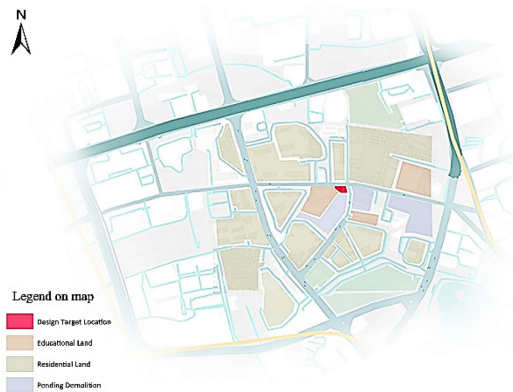 N
Legend on map
Design Target Location
Educational Land
Residential Land
Pending Demolition